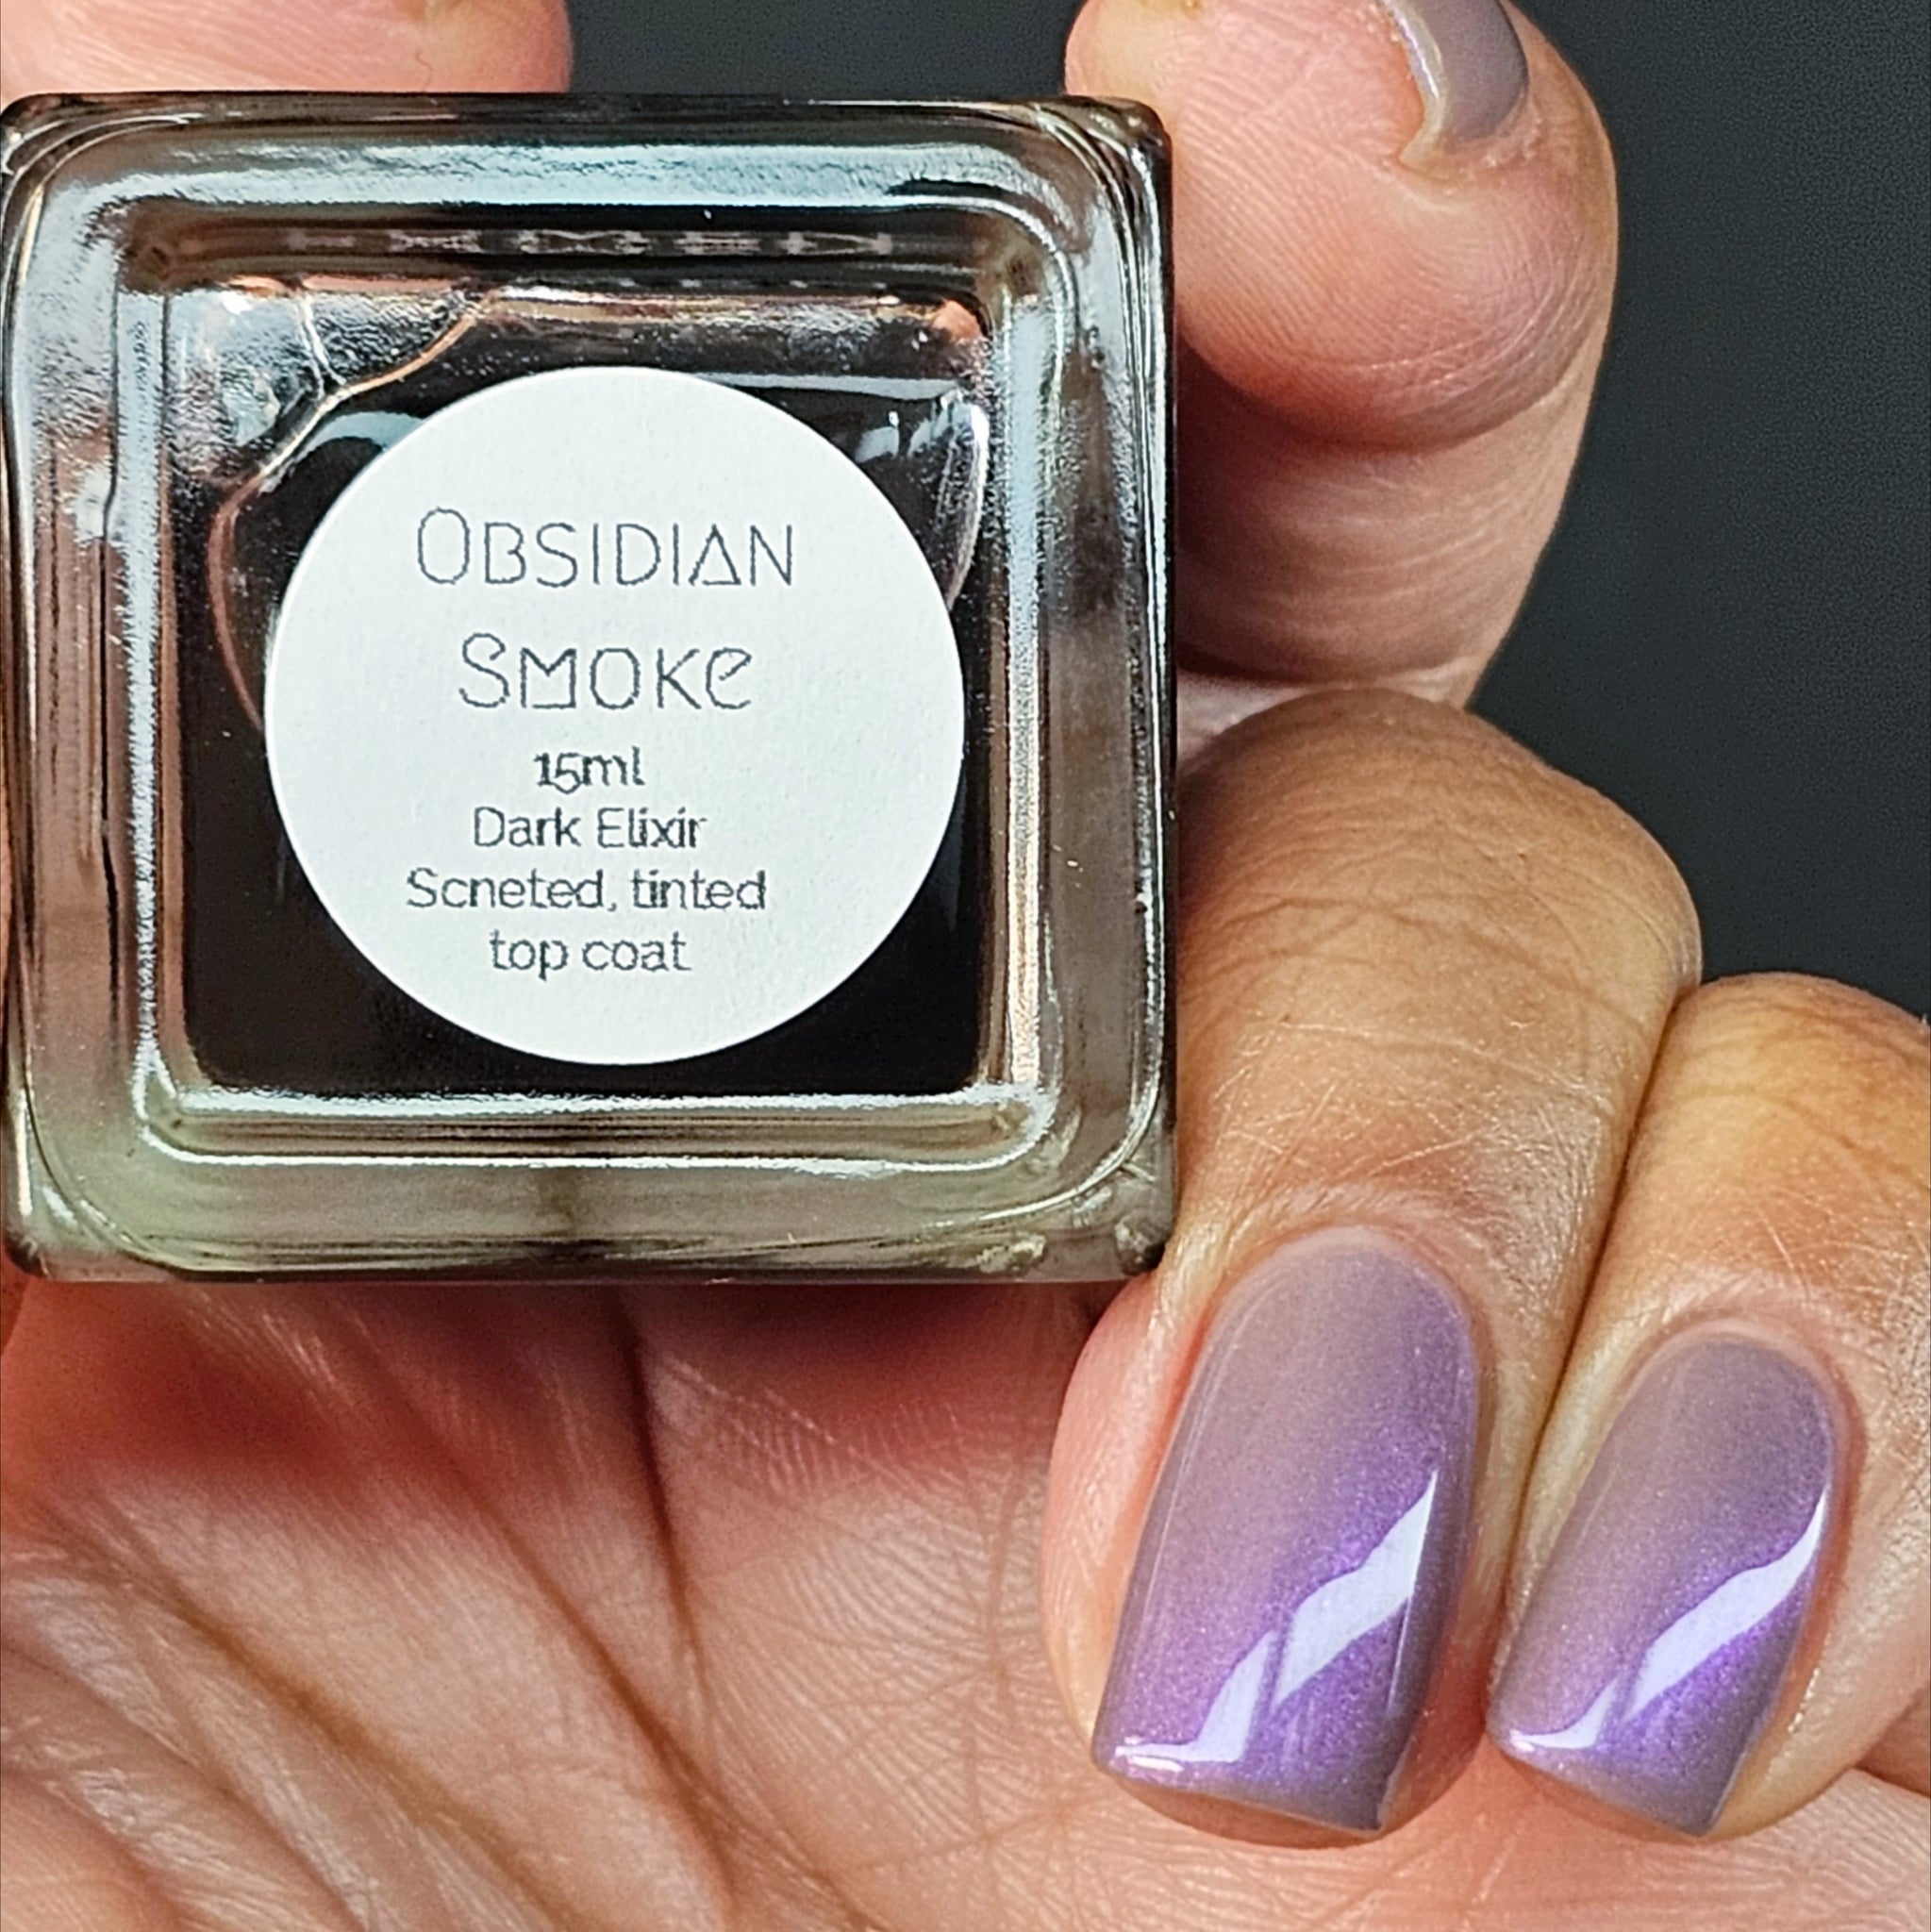 Obsidian
Smoke
15ml
Dark Elixir
Scneted, tinted
top coat